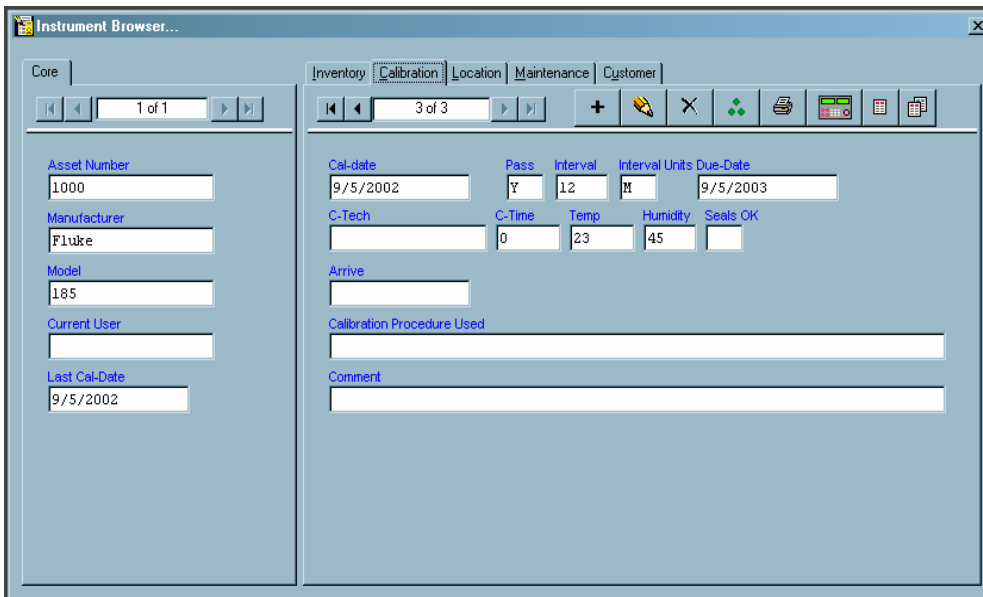 Instrument Browser...
Core
Inventory Calibration Location Maintenance Customer
1 of 1
3 of 3
Asset Number
1000
Manufacturer
Fluke
Model
185
Current User
Last Cal-Date
9/5/2002
Cal-date Pass Interval Interval Units Due-Date
9/5/2002 Y 12 M 9/5/2003
C-Tech C-Time Temp Humidity Seals OK
0 23 45
Arrive
Calibration Procedure Used
Comment